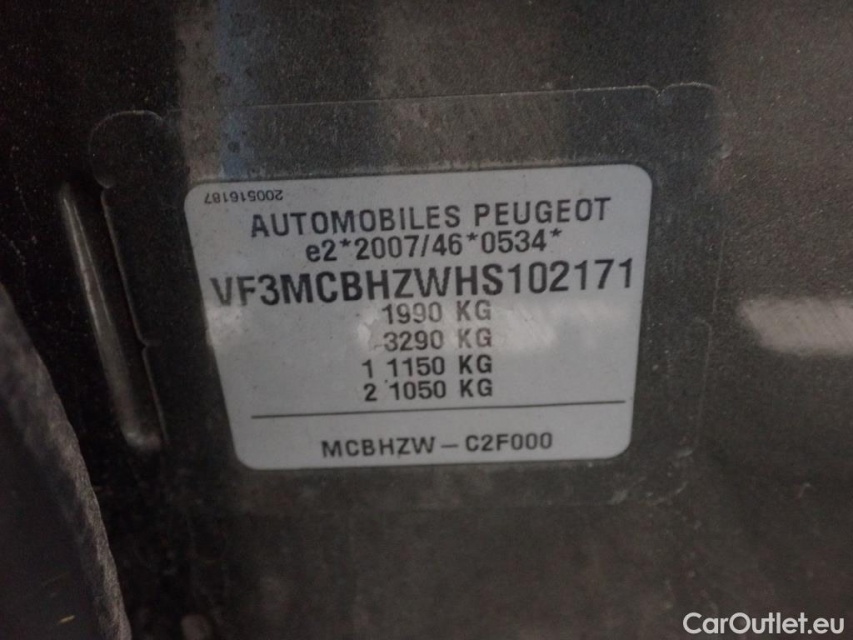 200516187
AUTOMOBILES PEUGEOT
e2*2007/46*0534*
VF3MCBHZWHS102171
1990 KG
3290 KG
1 1150 KG
2 1050 KG
MCBHZW-C2F000
CarOutlet.eu